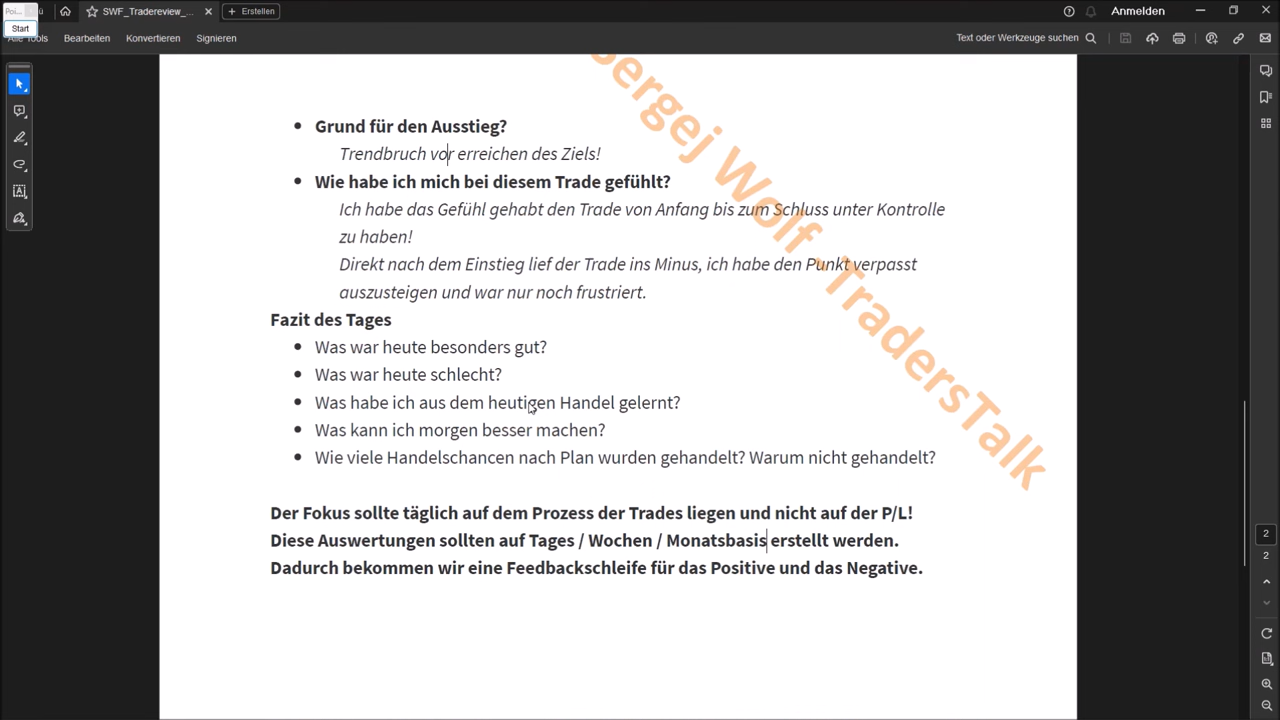 Start
SWF_Tradereview_...
Erstellen
Anmelden
Alle Tools
Bearbeiten
Konvertieren
Signieren
Text oder Werkzeuge suchen
• Grund für den Ausstieg?
Trendbruch vor erreichen des Ziels!
• Wie habe ich mich bei diesem Trade gefühlt?
Ich habe das Gefühl gehabt den Trade von Anfang bis zum Schluss unter Kontrolle
zu haben!
Direkt nach dem Einstieg lief der Trade ins Minus, ich habe den Punkt verpasst
auszusteigen und war nur noch frustriert.
Fazit des Tages
• Was war heute besonders gut?
• Was war heute schlecht?
• Was habe ich aus dem heutigen Handel gelernt?
• Was kann ich morgen besser machen?
• Wie viele Handelschancen nach Plan wurden gehandelt? Warum nicht gehandelt?
Der Fokus sollte täglich auf dem Prozess der Trades liegen und nicht auf der P/L!
Diese Auswertungen sollten auf Tages / Wochen / Monatsbasis erstellt werden.
Dadurch bekommen wir eine Feedbackschleife für das Positive und das Negative.
Sergej Wolf -TradersTalk
2
2